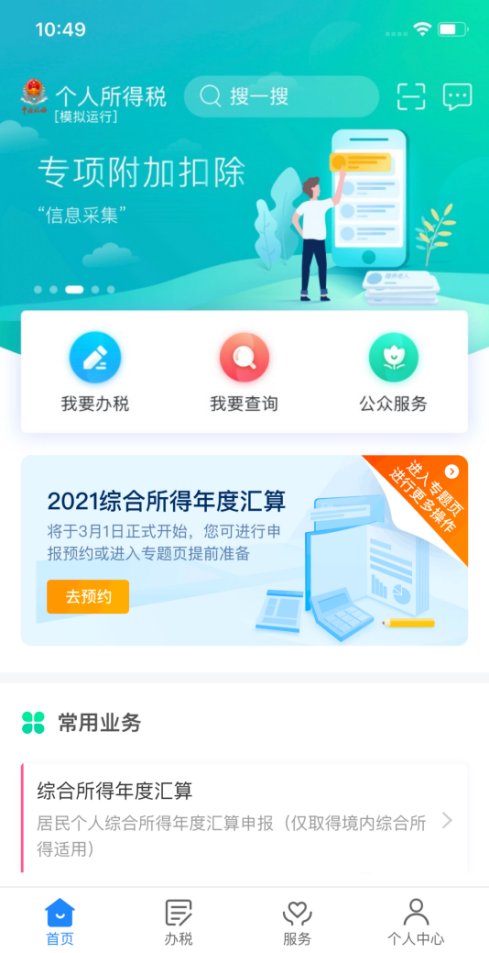 10:49
个人所得税
[模拟运行]
搜一搜
专项附加扣除
“信息采集”
我要办税
我要查询
公众服务
2021综合所得年度汇算
将于3月1日正式开始，您可进行申
报预约或进入专题页提前准备
去预约
进入专题页
进行更多操作
常用业务
综合所得年度汇算
居民个人综合所得年度汇算申报（仅取得境内综合所
得适用）
首页
办税
服务
个人中心